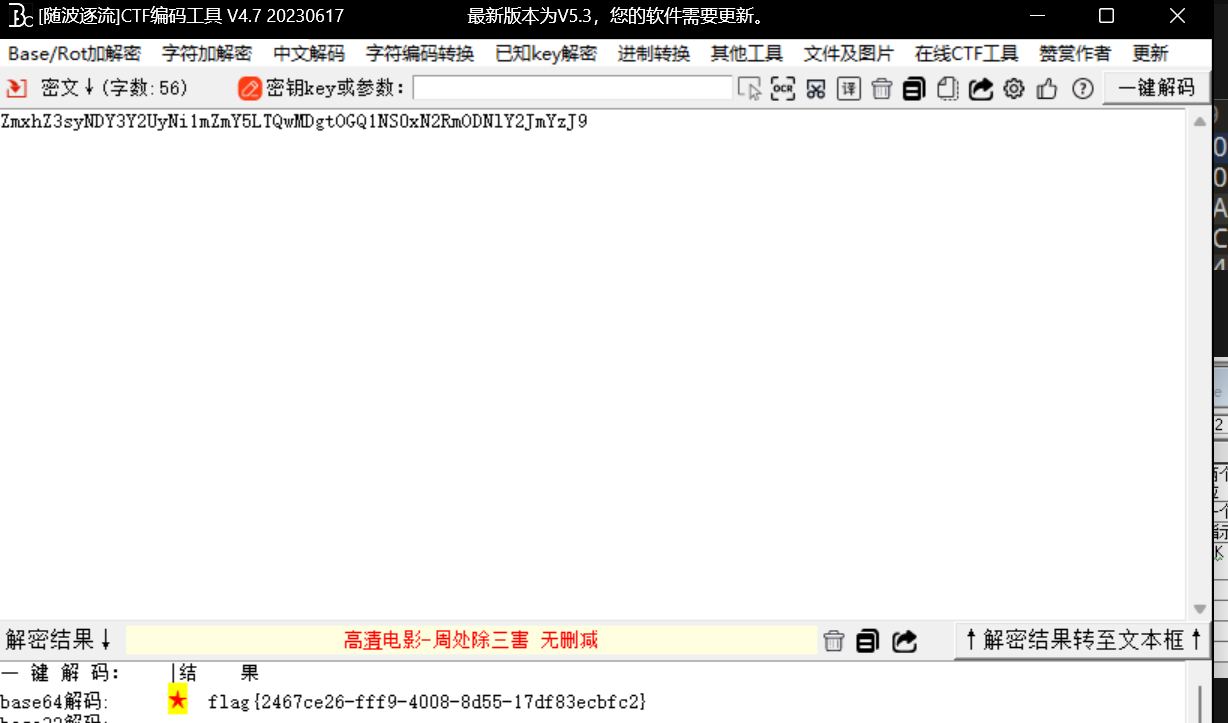 [随波逐流]CTF编码工具 V4.7 20230617 最新版本为V5.3，您的软件需要更新。
Base/Rot加解密 字符加解密 中文解码 字符编码转换 已知key解密 进制转换 其他工具 文件及图片 在线CTF工具 赞赏作者 更新
密文↓(字数:56) 密钥key或参数: OCR 译 一键解码
ZmxhZ3syNDY3Y2UyNi1mZmY5LTQwMDgtOGQ1NS0xN2RmODNlY2JmYzJ9
解密结果↓ 高清电影-周处除三害 无删减 ↑解密结果转至文本框↑
一 键 解 码: |结 果
base64解码: ★ flag{2467ce26-fff9-4008-8d55-17df83ecbfc2}